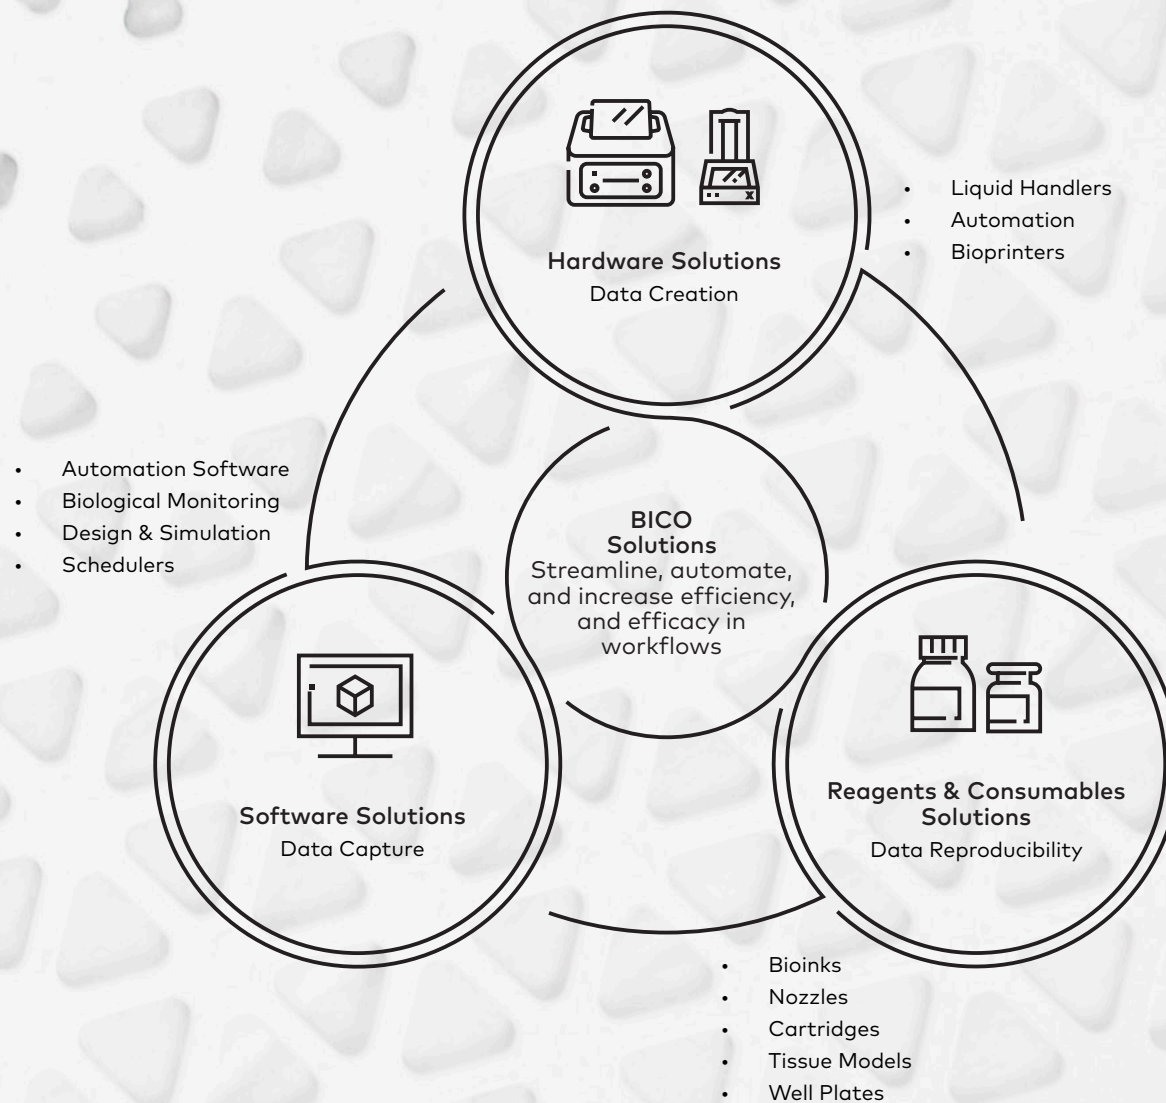 Hardware Solutions
Data Creation
• Liquid Handlers
• Automation
• Bioprinters
• Automation Software
• Biological Monitoring
• Design & Simulation
• Schedulers
BICO
Solutions
Streamline, automate,
and increase efficiency,
and efficacy in
workflows
Software Solutions
Data Capture
Reagents & Consumables
Solutions
Data Reproducibility
• Bioinks
• Nozzles
• Cartridges
• Tissue Models
• Well Plates